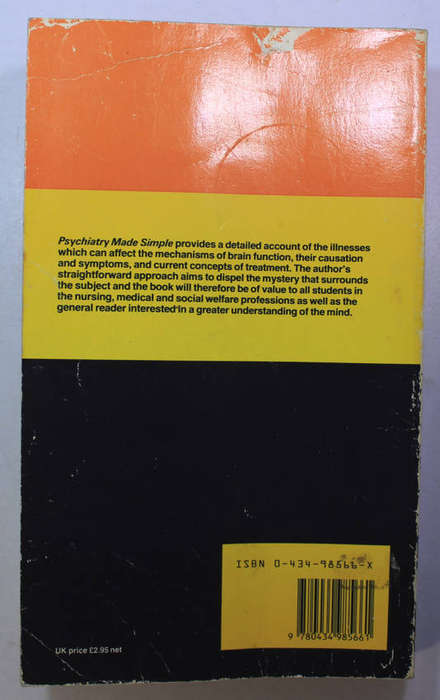 Psychiatry Made Simple provides a detailed account of the illnesses
which can affect the mechanisms of brain function, their causation
and symptoms, and current concepts of treatment. The author's
straightforward approach aims to dispel the mystery that surrounds
the subject and the book will therefore be of value to all students in
the nursing, medical and social welfare professions as well as the
general reader interested in a greater understanding of the mind.
ISBN 0-434-98566-X
9 780434 985661
UK price £2.95 net